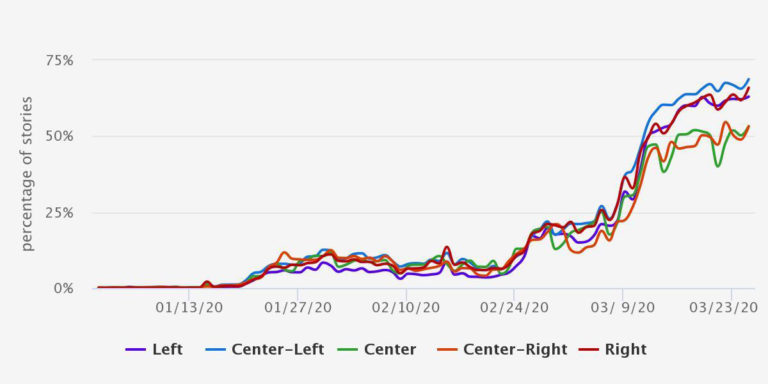 75%
50%
25%
0%
percentage of stories
01/13/20 01/27/20 02/10/20 02/24/20 03/ 9/20 03/23/20
Left Center-Left Center Center-Right Right